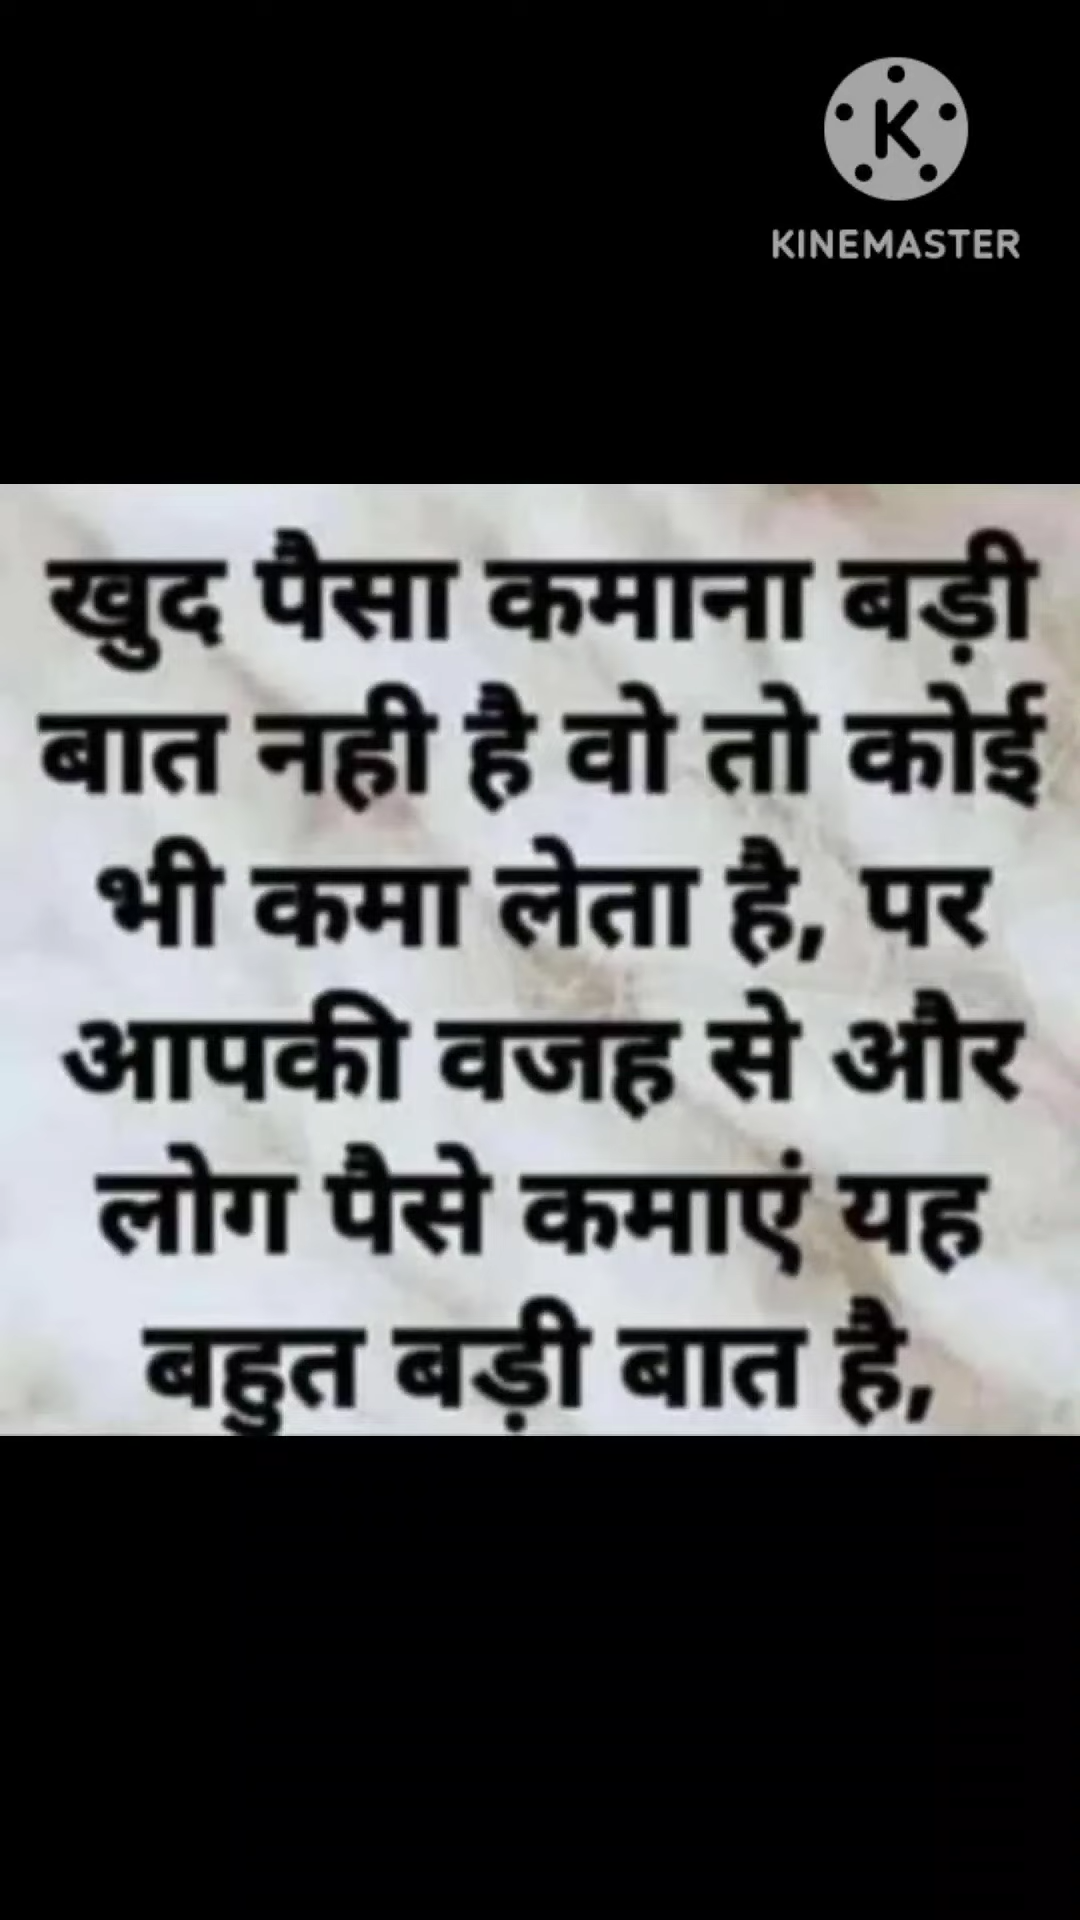 K
KINEMASTER
खुद पैसा कमाना बड़ी
बात नही है वो तो कोई
भी कमा लेता है, पर
आपकी वजह से और
लोग पैसे कमाएं यह
बहुत बड़ी बात है,